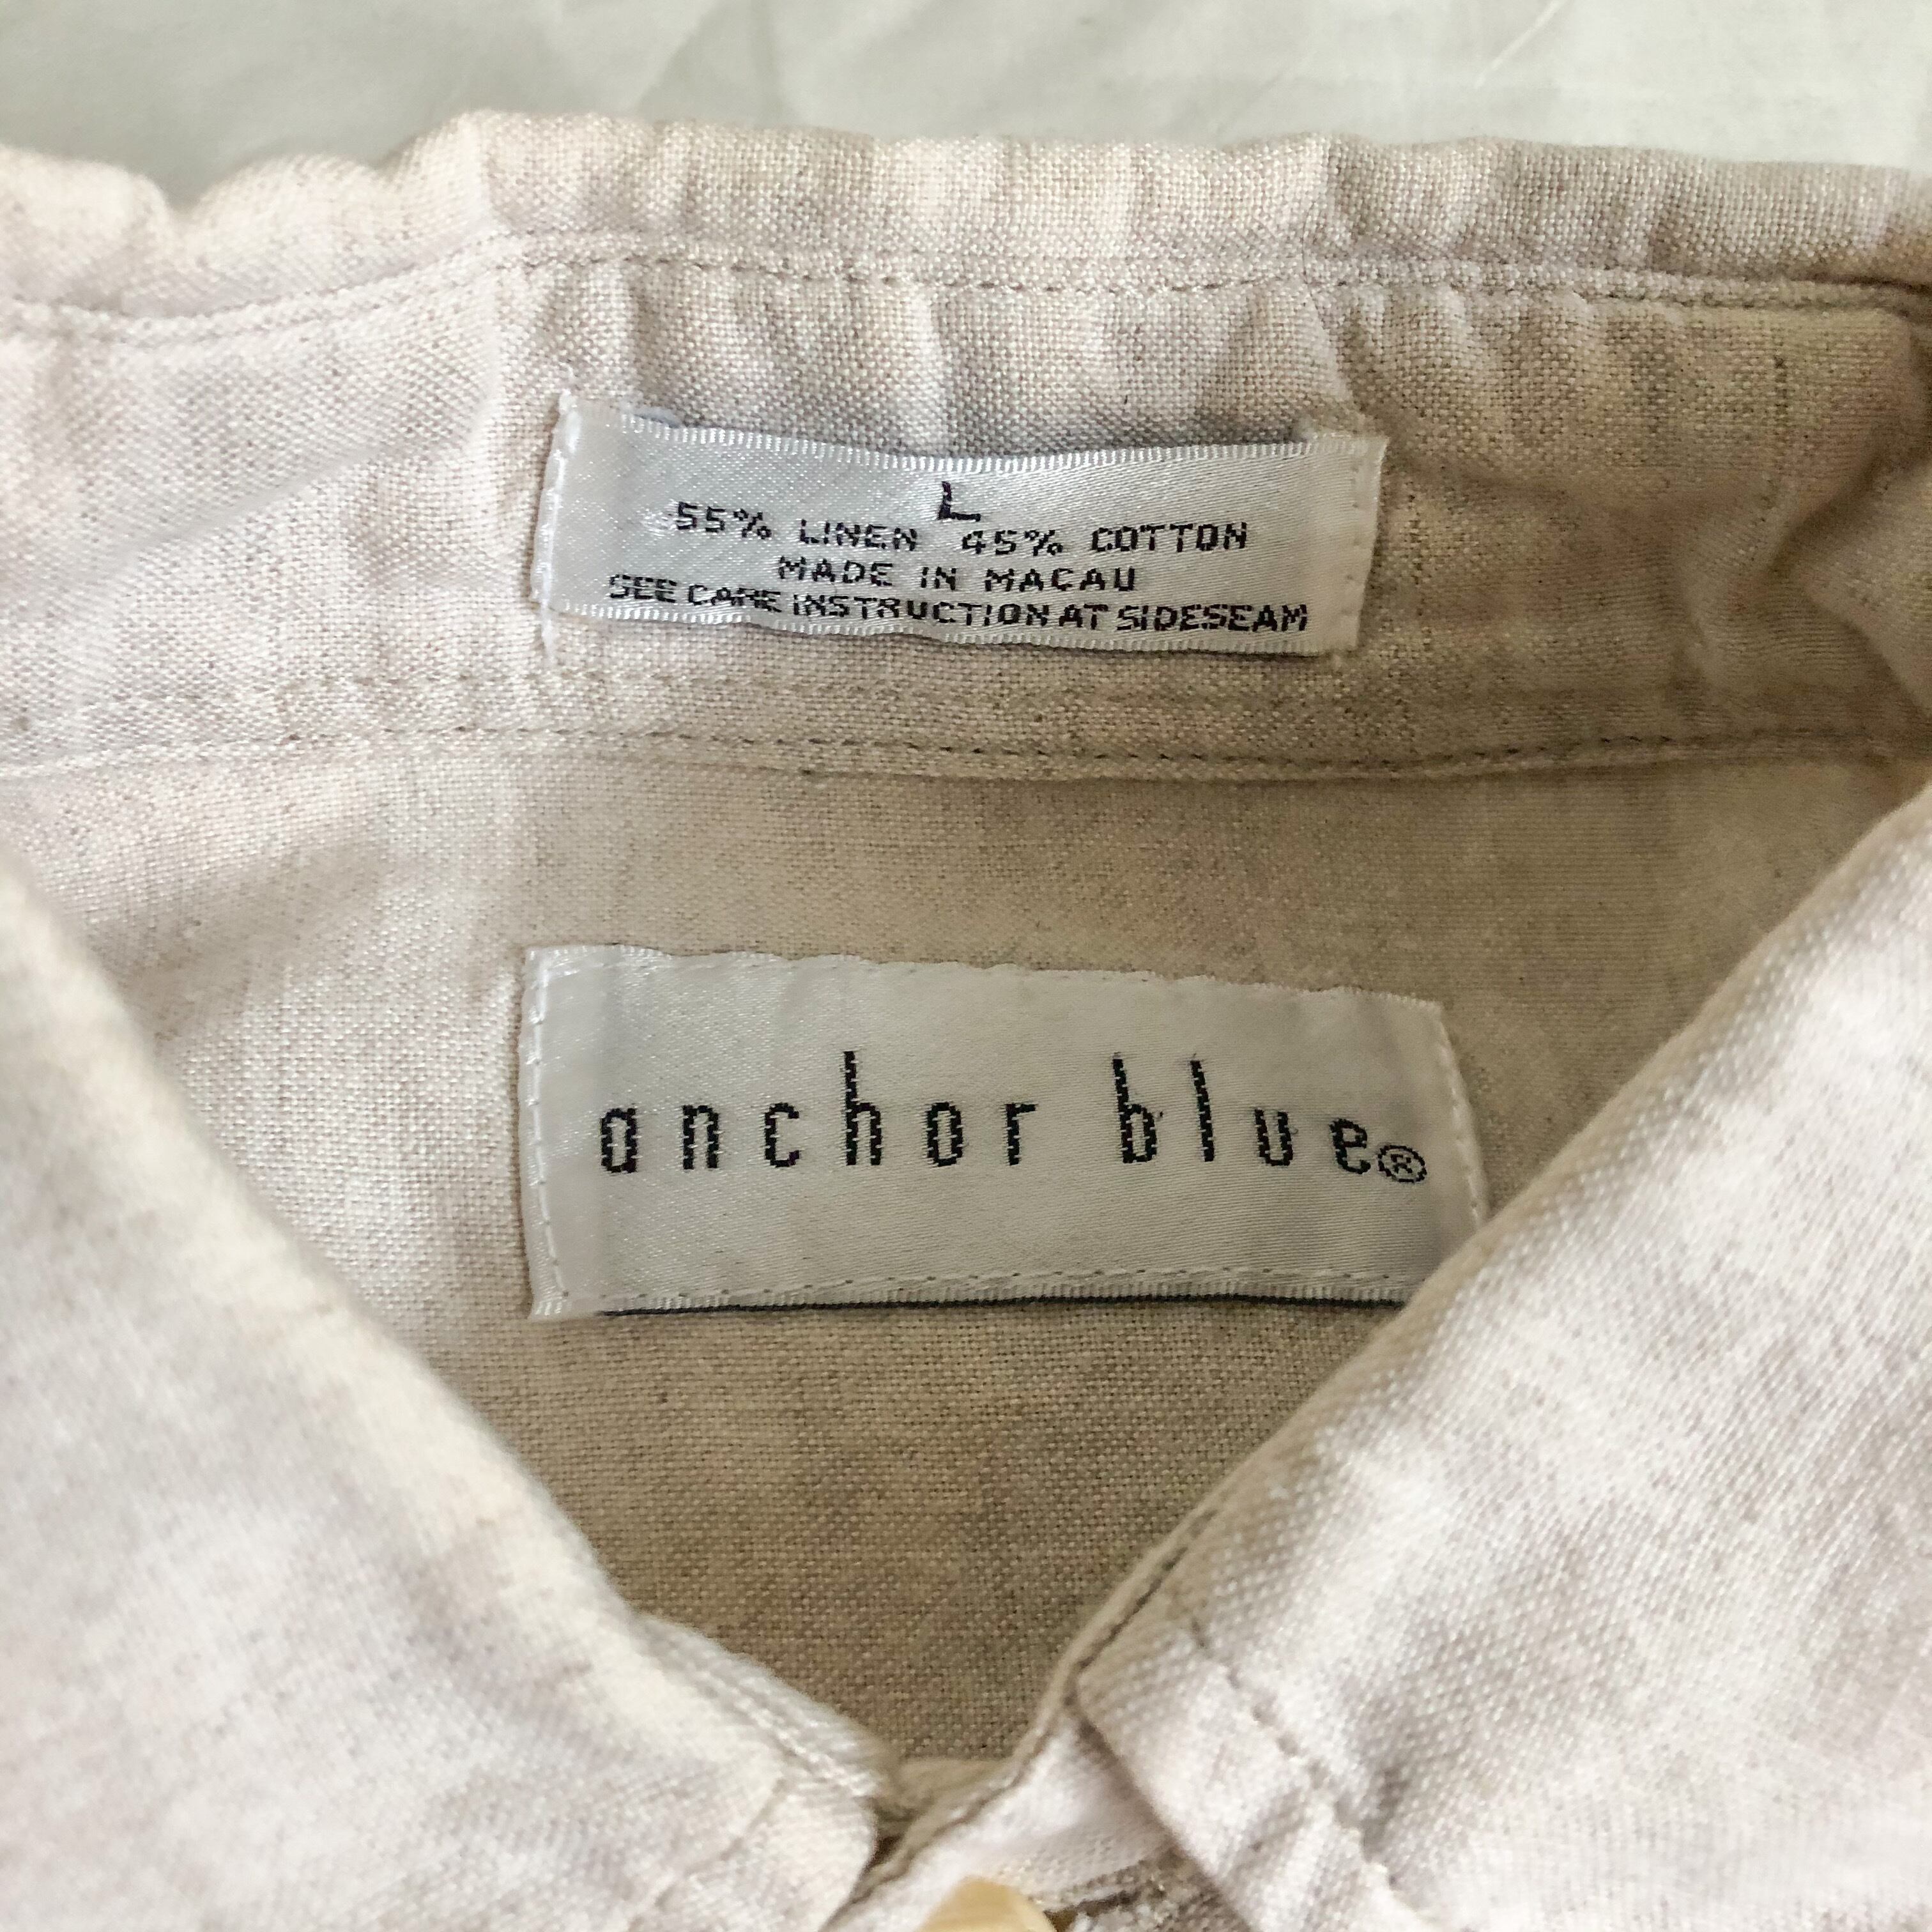 L
55% LINEN 45% COTTON
MADE IN MACAU
SEE CARE INSTRUCTION AT SIDESEAM
anchor blue®